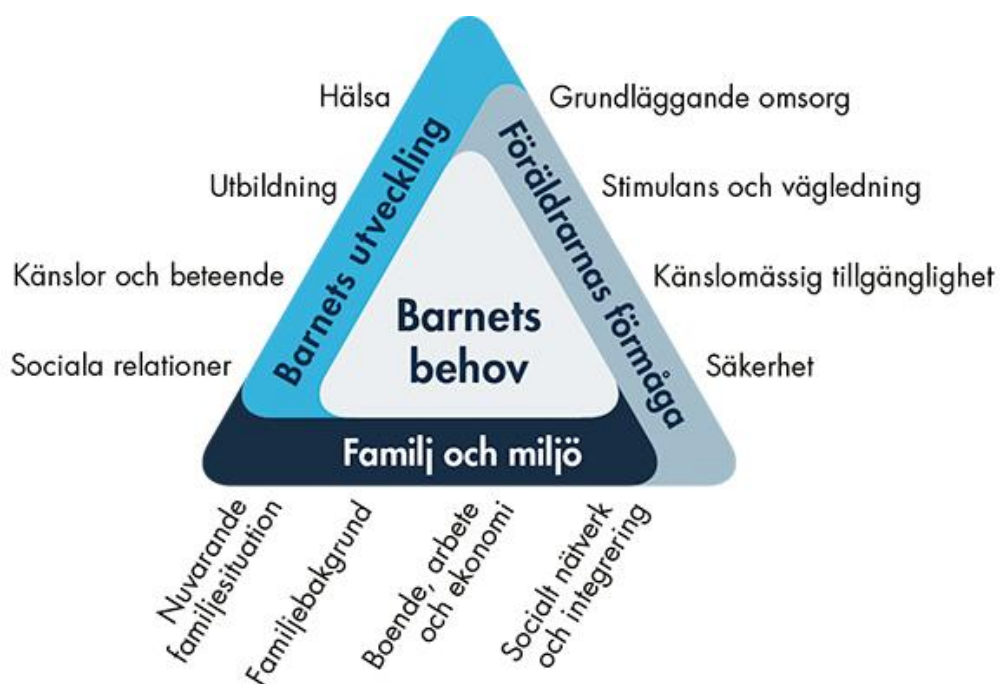 Hälsa
Utbildning
Känslor och beteende
Sociala relationer
Barnets utveckling
Grundläggande omsorg
Stimulans och vägledning
Känslomässig tillgänglighet
Säkerhet
Föräldrarnas förmåga
Barnets
behov
Familj och miljö
Nuvarande
familjesituation
Familjebakgrund
Boende, arbete
och ekonomi
Socialt nätverk
och integrering